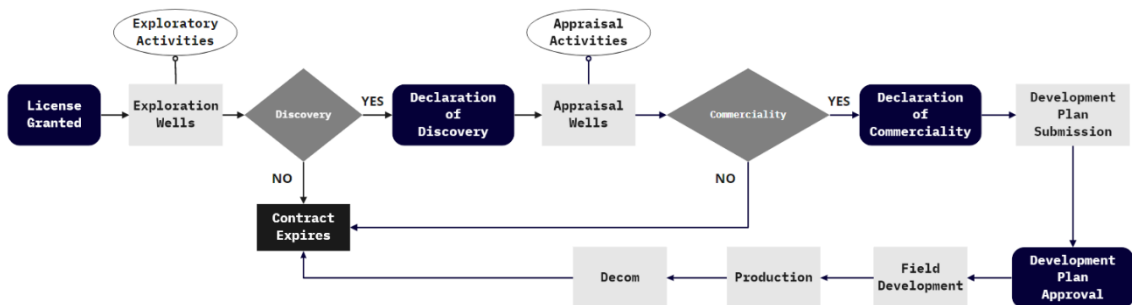 Exploratory
Activities
Appraisal
Activities
License
Granted
Exploration
Wells
Discovery
YES
Declaration
of
Discovery
Appraisal
Wells
Commerciality
YES
Declaration
of
Commerciality
Development
Plan
Submission
NO
NO
Contract
Expires
Decom
Production
Field
Development
Development
Plan
Approval